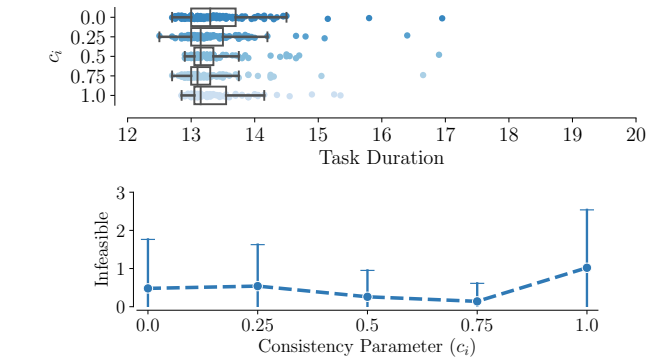 0.0
0.25
0.5
0.75
1.0
c_i
12 13 14 15 16 17 18 19 20
Task Duration
3
2
1
0
Infeasible
0.0 0.25 0.5 0.75 1.0
Consistency Parameter (c_i)